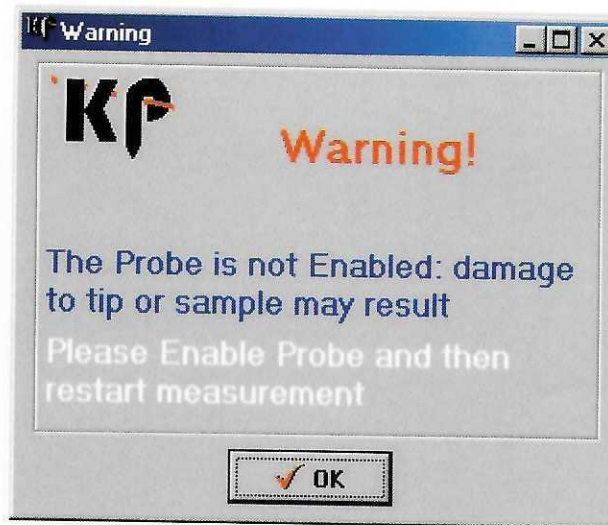 KP Warning
KP
Warning!
The Probe is not Enabled: damage
to tip or sample may result
Please Enable Probe and then
restart measurement
OK